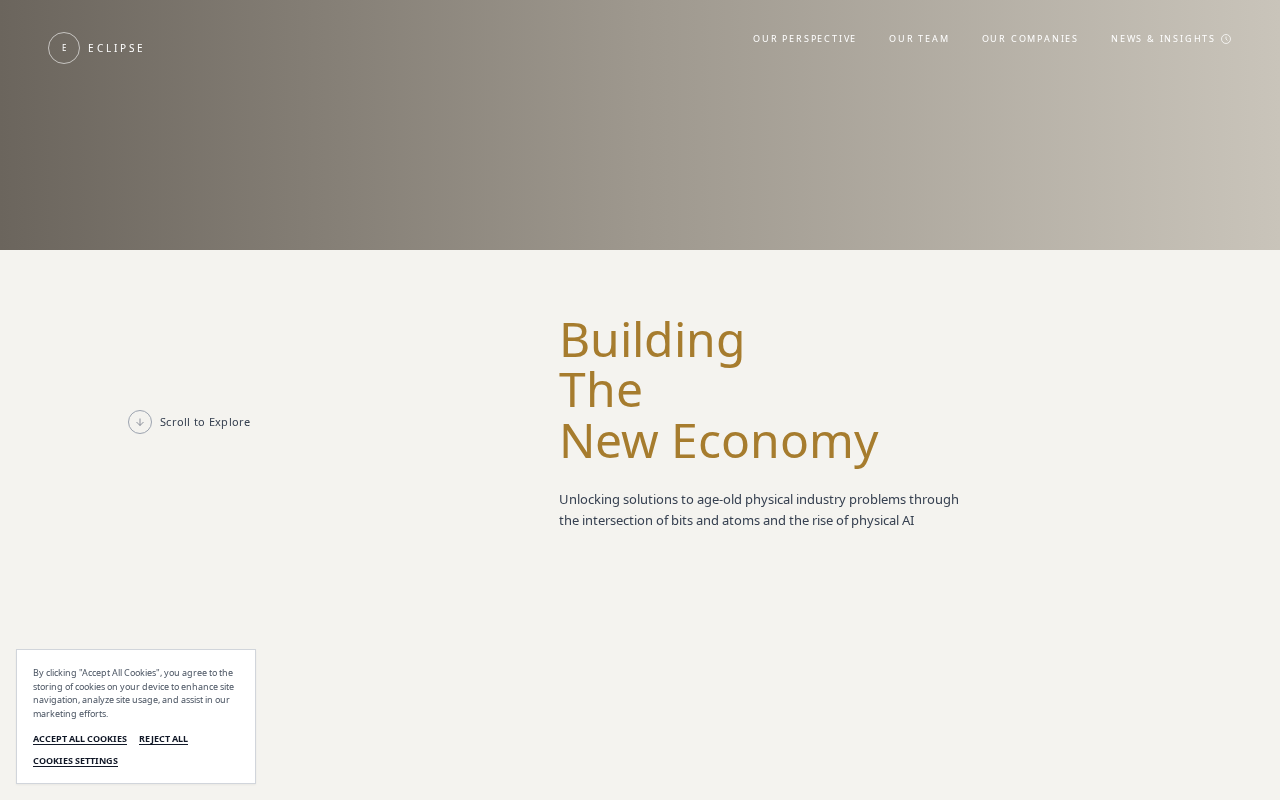 E
ECLIPSE
OUR PERSPECTIVE
OUR TEAM
OUR COMPANIES
NEWS & INSIGHTS
Building
The
New Economy
Scroll to Explore
Unlocking solutions to age-old physical industry problems through
the intersection of bits and atoms and the rise of physical AI
By clicking "Accept All Cookies", you agree to the
storing of cookies on your device to enhance site
navigation, analyze site usage, and assist in our
marketing efforts.
ACCEPT ALL COOKIES
REJECT ALL
COOKIES SETTINGS